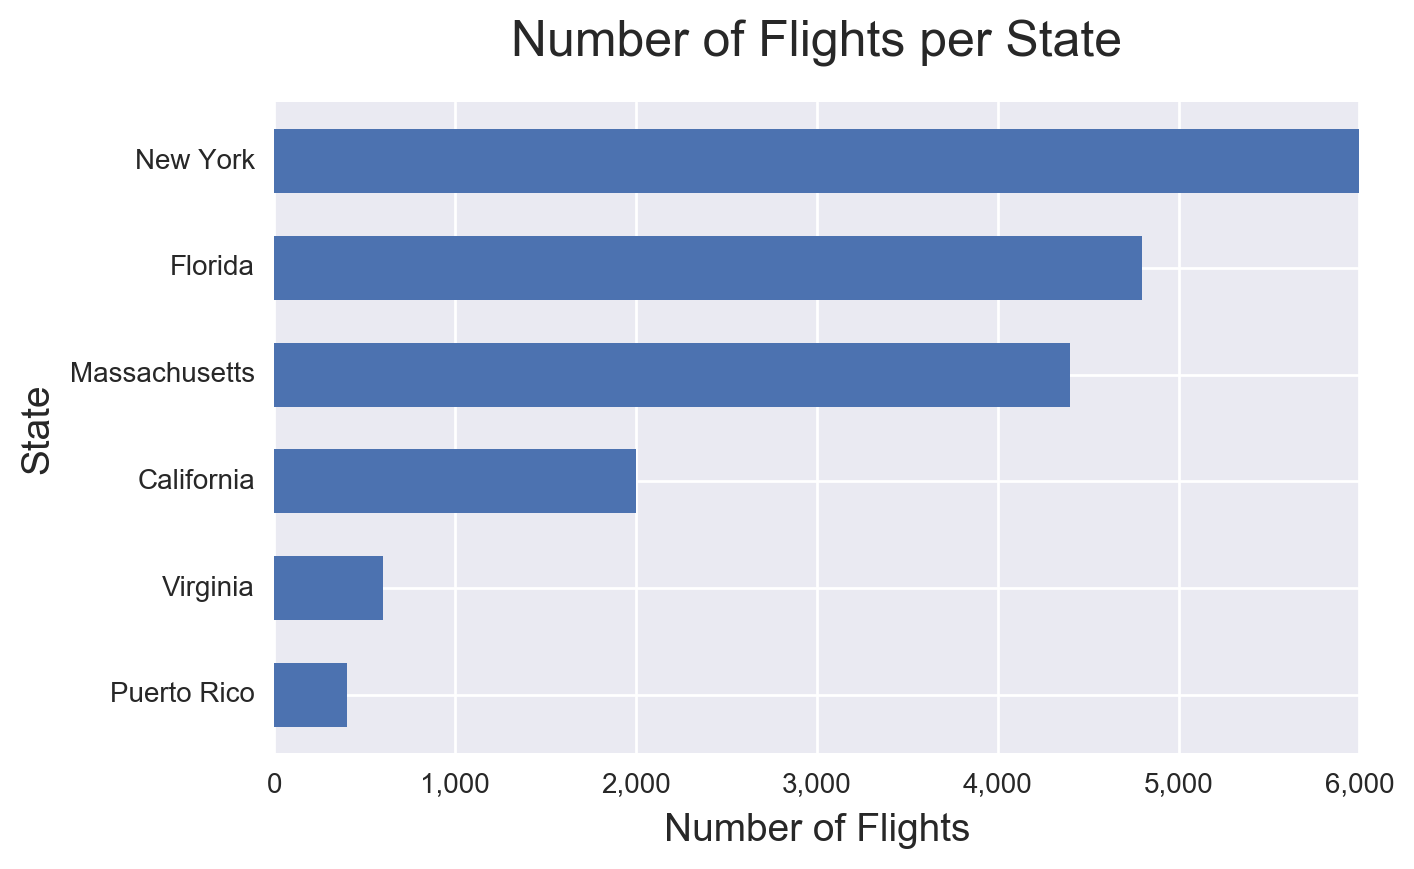 Number of Flights per State
New York
Florida
Massachusetts
California
Virginia
Puerto Rico
State
0 1,000 2,000 3,000 4,000 5,000 6,000
Number of Flights